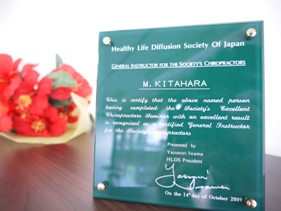 Healthy Life Diffusion Society Of Japan
GENERAL INSTRUCTOR FOR THE SOCIETY'S CHIROPRACTORS
M. KITAHARA
This is certify that the above named person
having completed the Society's Excellent
Chiropractors Seminar with an excellent result
is recognized as a certified General Instructor
for the Society's Chiropractors
Presented by
Yasunori Iwama
HLDS President
On the 14th day of October 2001